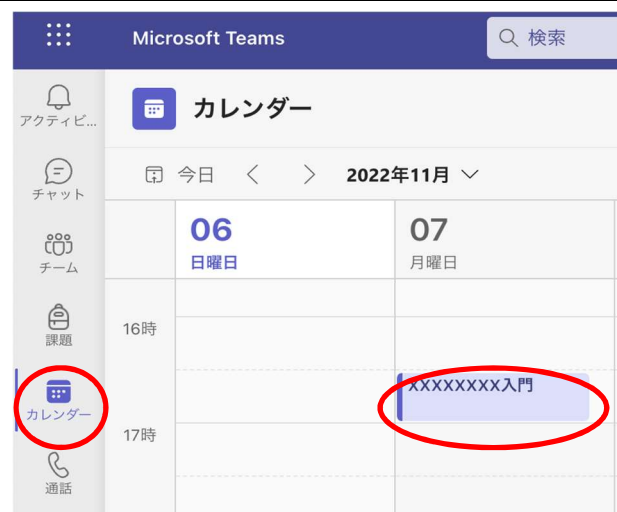 Microsoft Teams
検索
アクティビ...
カレンダー
今日
2022年11月
チャット
06
日曜日
07
月曜日
チーム
課題
16時
カレンダー
XXXXXXXX入門
17時
通話